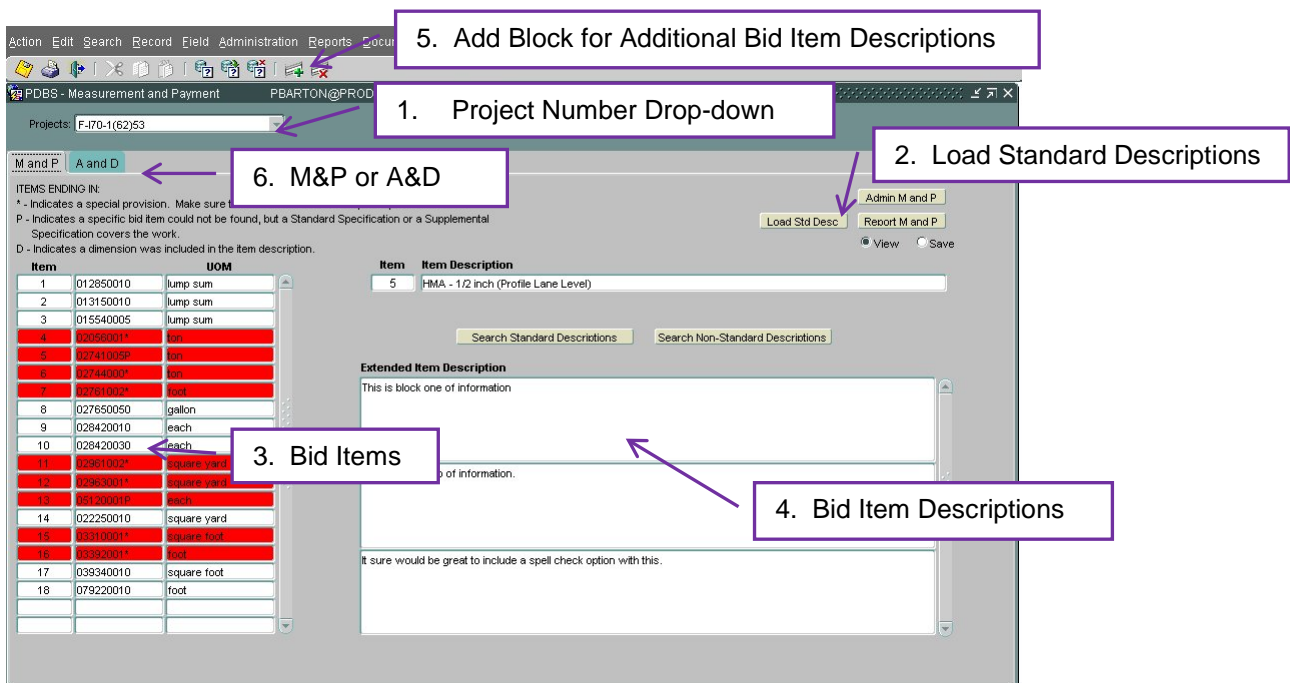 5. Add Block for Additional Bid Item Descriptions
Action Edit Search Record Field Administration Reports
PDBS - Measurement and Payment PBARTON@PROD
1. Project Number Drop-down
Projects: F-I70-1(62)53
2. Load Standard Descriptions
M and P A and D
6. M&P or A&D
ITEMS ENDING IN:
* - Indicates a special provision. Make sure
P - Indicates a specific bid item could not be found, but a Standard Specification or a Supplemental
Specification covers the work.
D - Indicates a dimension was included in the item description.
Admin M and P
Load Std Desc Report M and P
View Save
Item UOM Item Item Description
5 HMA - 1/2 inch (Profile Lane Level)
1 012850010 lump sum
2 013150010 lump sum
3 015540005 lump sum
4 02056001* ton
5 02741005P ton
6 02744000* ton
7 02761002* foot
8 027650050 gallon
9 028420010 each
10 028420030 each
11 02961002* square yard
12 02963001* square yard
13 05120001P each
14 022250010 square yard
15 03310001* square foot
16 03392001* foot
17 039340010 square foot
18 079220010 foot
Search Standard Descriptions Search Non-Standard Descriptions
Extended Item Description
This is block one of information
3. Bid Items
of information.
4. Bid Item Descriptions
It sure would be great to include a spell check option with this.